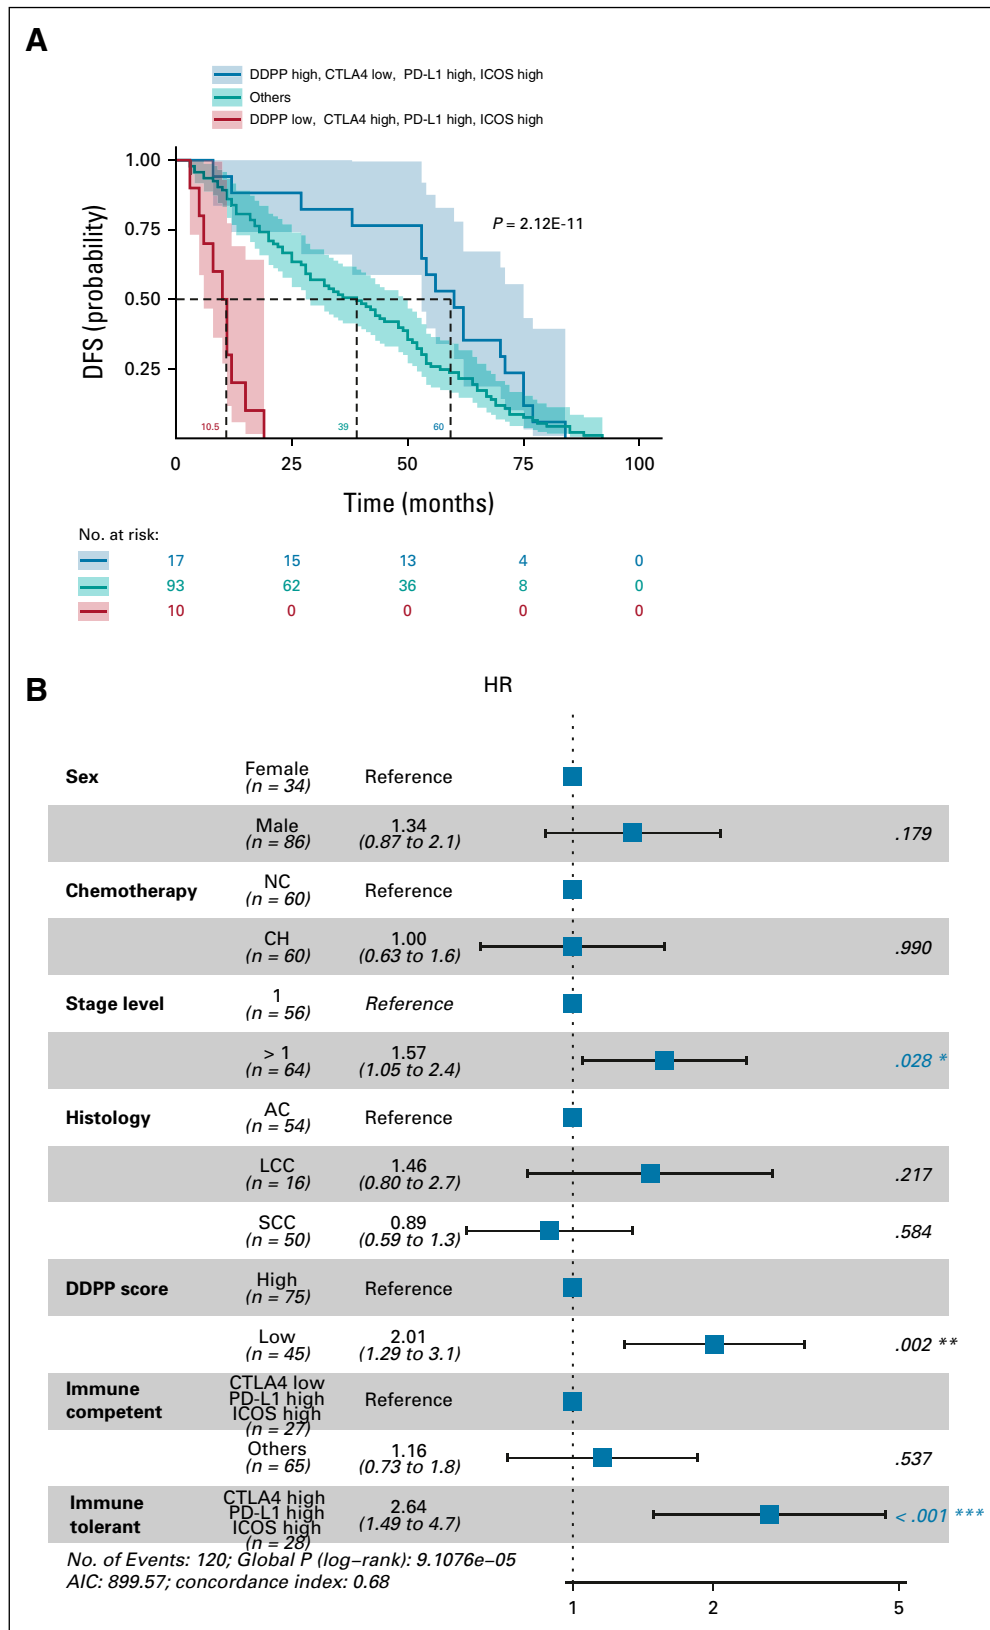 A
DDPP high, CTLA4 low, PD-L1 high, ICOS high
Others
DDPP low, CTLA4 high, PD-L1 high, ICOS high
DFS (probability)
1.00
0.75
0.50
0.25
P = 2.12E-11
10.5
39
60
0 25 50 75 100
Time (months)
No. at risk:
17 15 13 4 0
93 62 36 8 0
10 0 0 0 0
B
HR
Sex Female (n = 34) Reference
Male (n = 86) 1.34 (0.87 to 2.1) .179
Chemotherapy NC (n = 60) Reference
CH (n = 60) 1.00 (0.63 to 1.6) .990
Stage level 1 (n = 56) Reference
> 1 (n = 64) 1.57 (1.05 to 2.4) .028 *
Histology AC (n = 54) Reference
LCC (n = 16) 1.46 (0.80 to 2.7) .217
SCC (n = 50) 0.89 (0.59 to 1.3) .584
DDPP score High (n = 75) Reference
Low (n = 45) 2.01 (1.29 to 3.1) .002 **
Immune competent CTLA4 low PD-L1 high ICOS high (n = 27) Reference
Others (n = 65) 1.16 (0.73 to 1.8) .537
Immune tolerant CTLA4 high PD-L1 high ICOS high (n = 28) 2.64 (1.49 to 4.7) < .001 ***
No. of Events: 120; Global P (log–rank): 9.1076e–05
AIC: 899.57; concordance index: 0.68
1 2 5